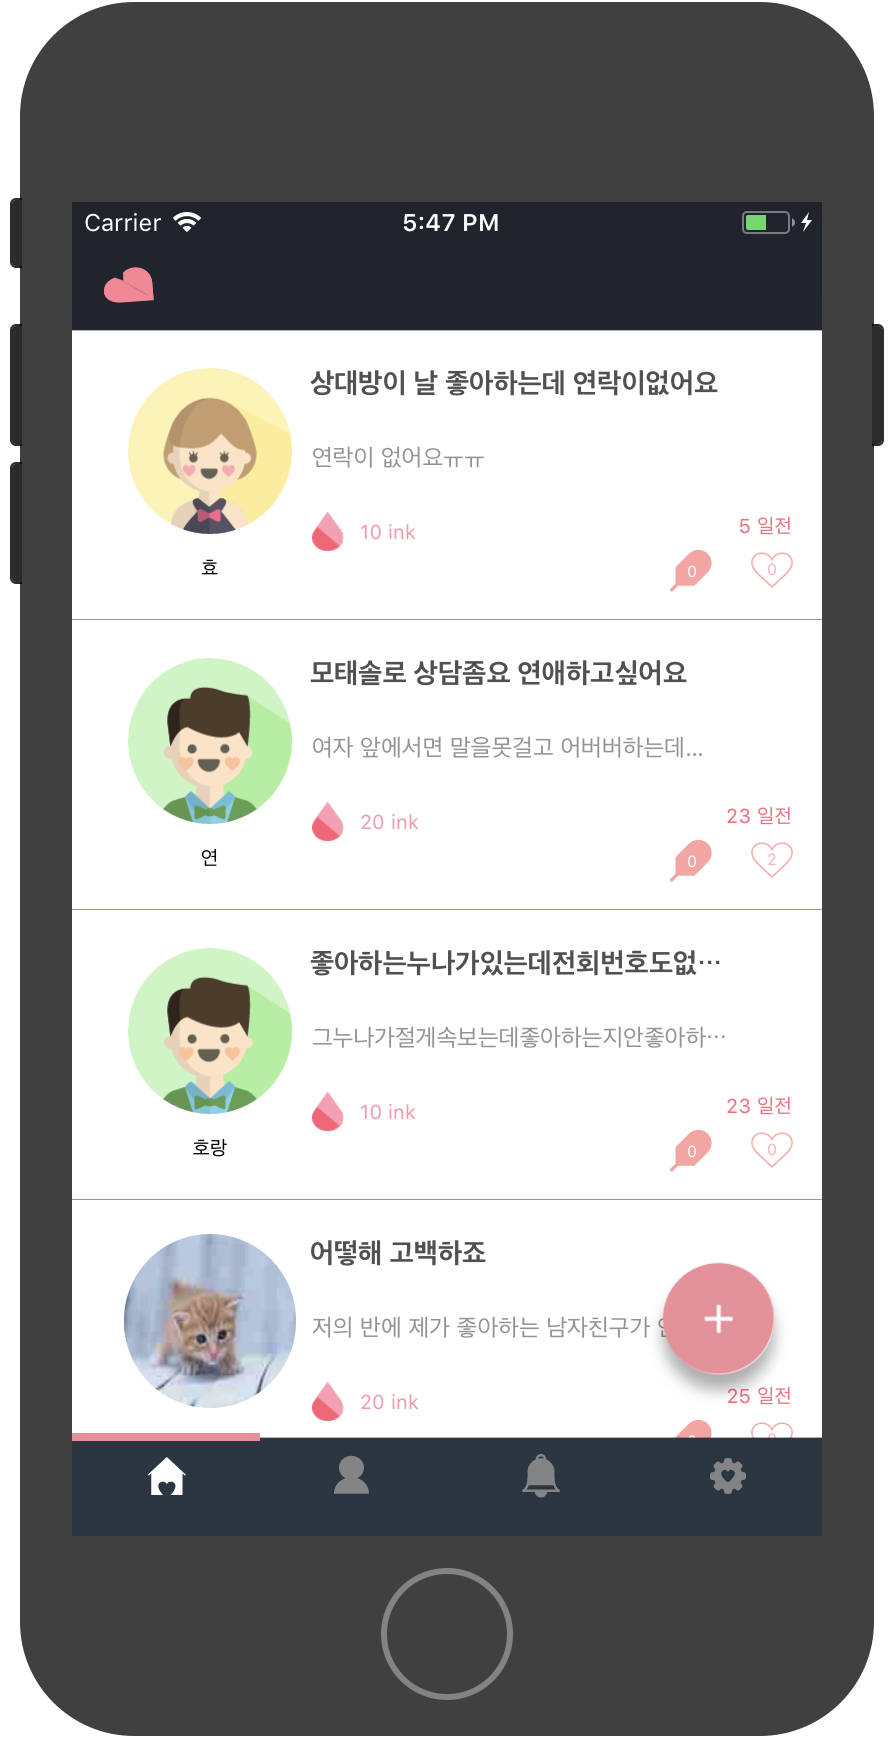 Carrier
5:47 PM
상대방이 날 좋아하는데 연락이없어요
연락이 없어요ㅠㅠ
10 ink
5 일전
효
0
0
모태솔로 상담좀요 연애하고싶어요
여자 앞에서면 말을못걸고 어버버하는데...
20 ink
23 일전
연
0
2
좋아하는누나가있는데전회번호도없…
그누나가절게속보는데좋아하는지안좋아하…
10 ink
23 일전
호랑
0
0
어떻해 고백하죠
저의 반에 제가 좋아하는 남자친구가
20 ink
25 일전